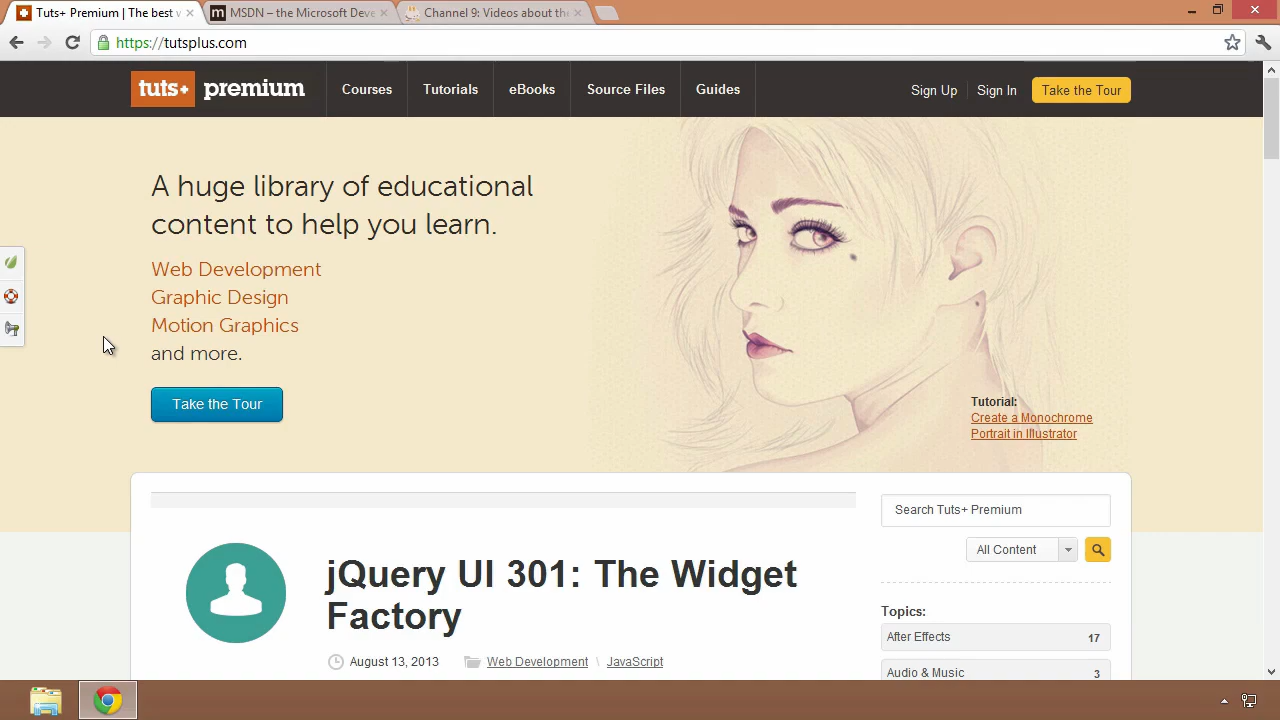 Tuts+ Premium | The best
MSDN – the Microsoft Deve
Channel 9: Videos about the
https://tutsplus.com
tuts+ premium
Courses
Tutorials
eBooks
Source Files
Guides
Sign Up
Sign In
Take the Tour
A huge library of educational
content to help you learn.
Web Development
Graphic Design
Motion Graphics
and more.
Take the Tour
Tutorial:
Create a Monochrome
Portrait in Illustrator
jQuery UI 301: The Widget
Factory
August 13, 2013
Web Development \ JavaScript
Search Tuts+ Premium
All Content
Topics:
After Effects 17
Audio & Music 3